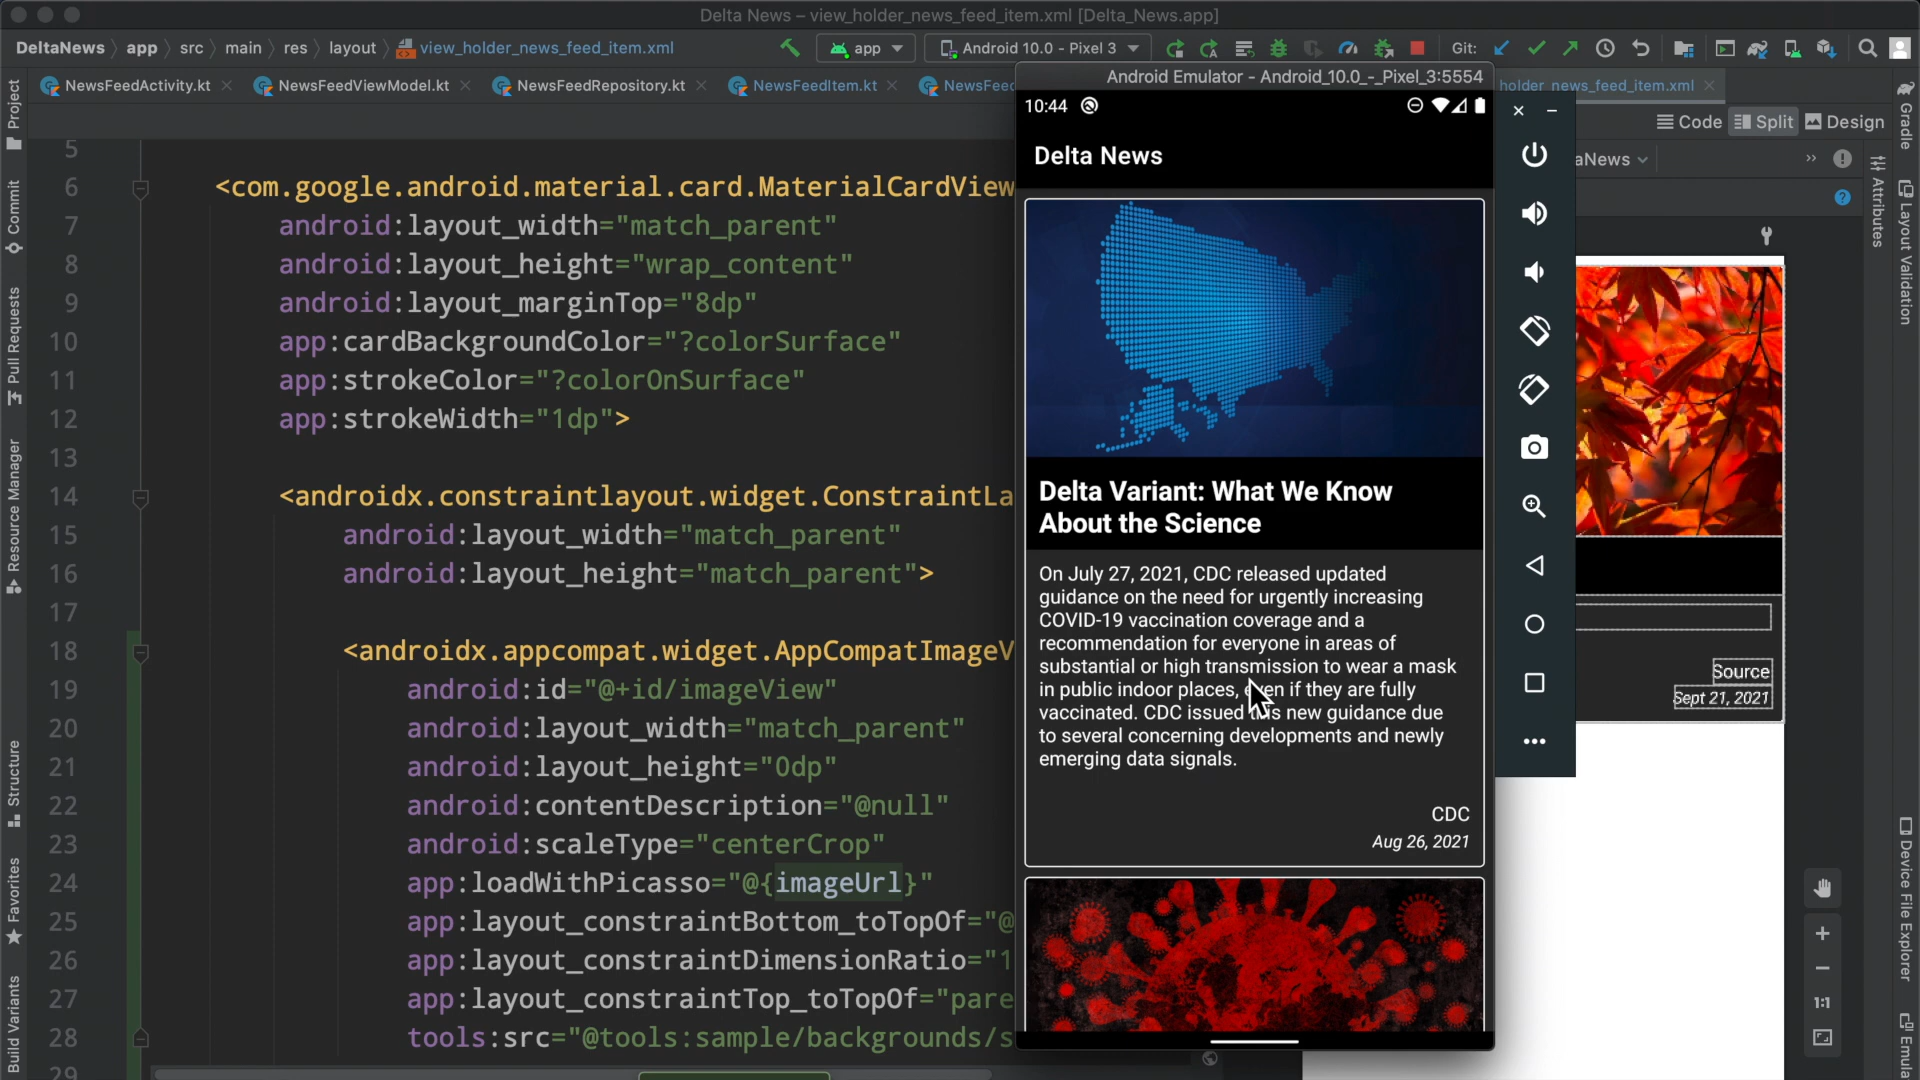 Delta News – view_holder_news_feed_item.xml [Delta_News.app]
DeltaNews app src main res layout view_holder_news_feed_item.xml
app
Android 10.0 - Pixel 3
Git:
NewsFeedActivity.kt
NewsFeedViewModel.kt
NewsFeedRepository.kt
NewsFeedItem.kt
NewsFeed
holder_news_feed_item.xml
Code
Split
Design
aNews
Project
Commit
Pull Requests
Resource Manager
Structure
Favorites
Build Variants
5
6 <com.google.android.material.card.MaterialCardView
7 android:layout_width="match_parent"
8 android:layout_height="wrap_content"
9 android:layout_marginTop="8dp"
10 app:cardBackgroundColor="?colorSurface"
11 app:strokeColor="?colorOnSurface"
12 app:strokeWidth="1dp">
13
14 <androidx.constraintlayout.widget.ConstraintLa
15 android:layout_width="match_parent"
16 android:layout_height="match_parent">
17
18 <androidx.appcompat.widget.AppCompatImageV
19 android:id="@+id/imageView"
20 android:layout_width="match_parent"
21 android:layout_height="0dp"
22 android:contentDescription="@null"
23 android:scaleType="centerCrop"
24 app:loadWithPicasso="@{imageUrl}"
25 app:layout_constraintBottom_toTopOf="@
26 app:layout_constraintDimensionRatio="1
27 app:layout_constraintTop_toTopOf="pare
28 tools:src="@tools:sample/backgrounds/s
29
Android Emulator - Android_10.0_-_Pixel_3:5554
10:44
Delta News
Delta Variant: What We Know
About the Science
On July 27, 2021, CDC released updated
guidance on the need for urgently increasing
COVID-19 vaccination coverage and a
recommendation for everyone in areas of
substantial or high transmission to wear a mask
in public indoor places, even if they are fully
vaccinated. CDC issued this new guidance due
to several concerning developments and newly
emerging data signals.
CDC
Aug 26, 2021
Source
Sept 21, 2021
1:1
Gradle
Attributes
Layout Validation
Device File Explorer
Emula